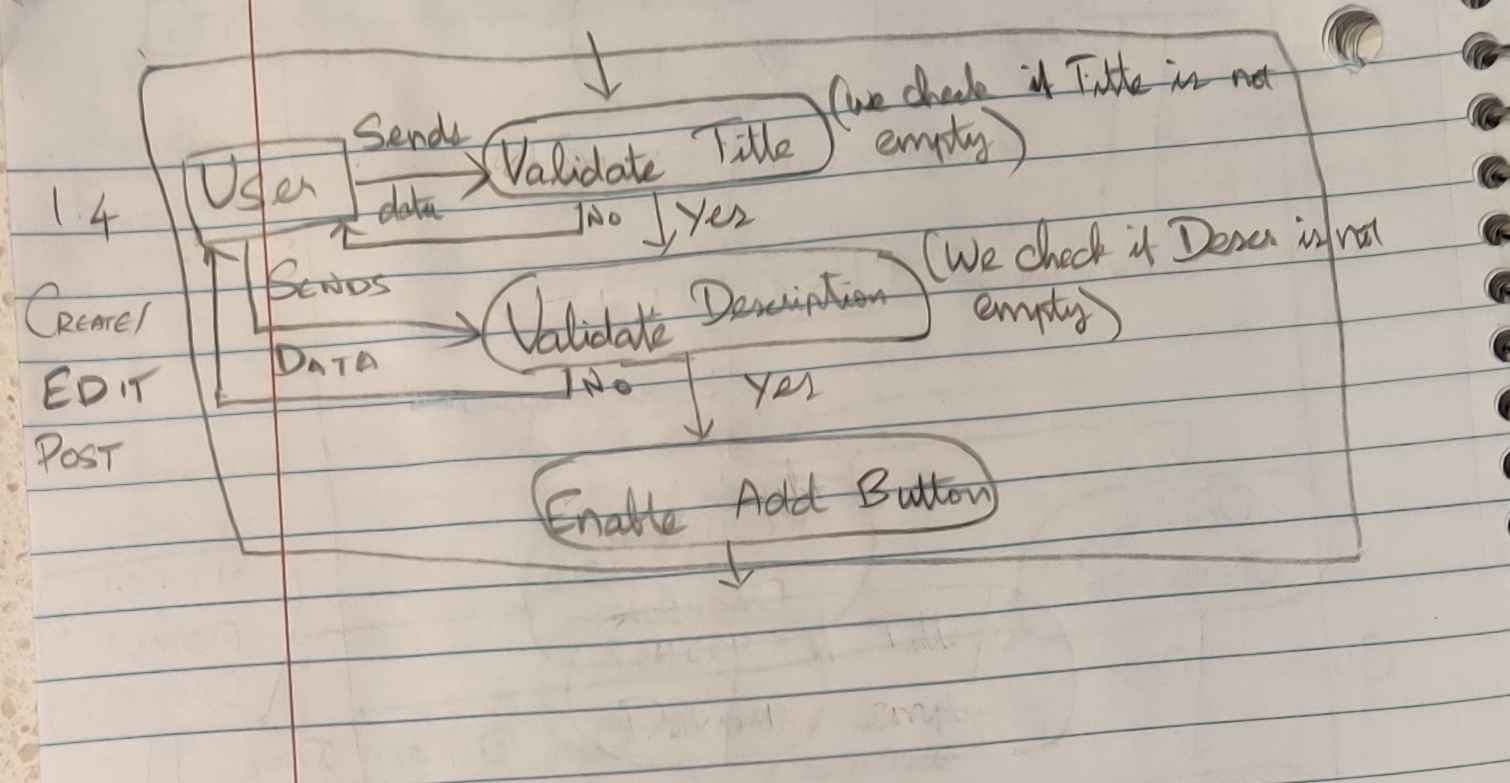 (we check if Title is not
empty)
Sends
Validate Title
User
data
1.4
No
Yes
(We check if Descr is not
empty)
SENDS
Validate Description
CREATE/
DATA
No
Yes
EDIT
POST
Enable Add Button